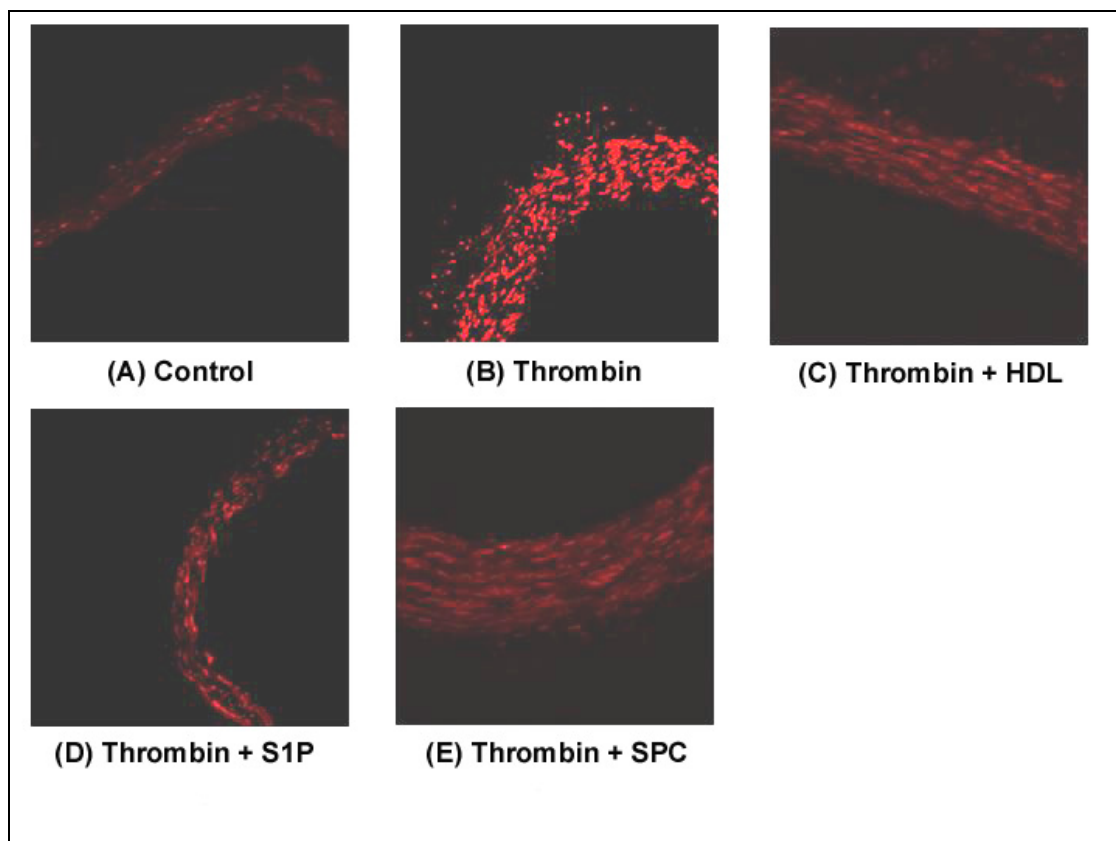 (A) Control
(B) Thrombin
(C) Thrombin + HDL
(D) Thrombin + S1P
(E) Thrombin + SPC